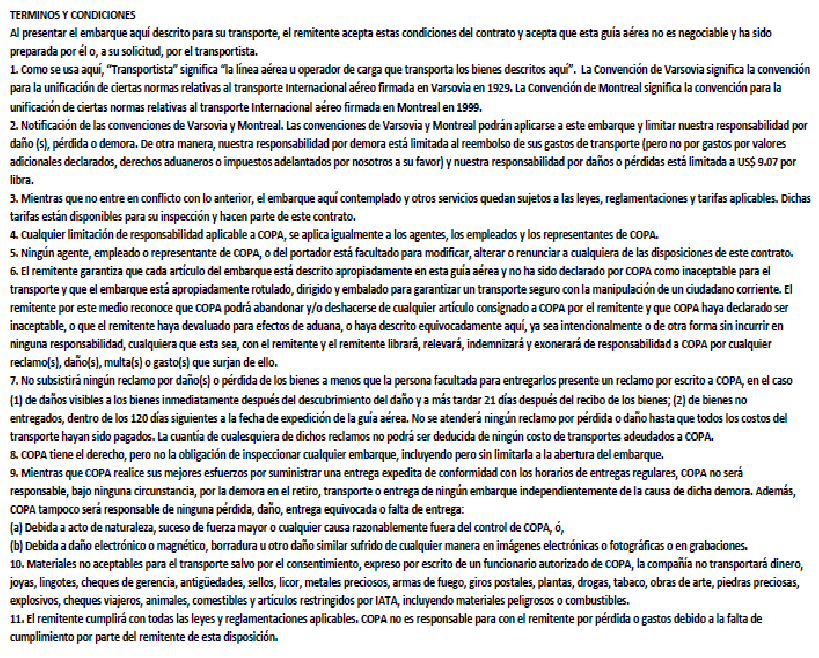 TERMINOS Y CONDICIONES
Al presentar el embarque aquí descrito para su transporte, el remitente acepta estas condiciones del contrato y acepta que esta guía aérea no es negociable y ha sido
preparada por él o, a su solicitud, por el transportista.
1. Como se usa aquí, “Transportista” significa “la línea aérea u operador de carga que transporta los bienes descritos aquí”. La Convención de Varsovia significa la convención
para la unificación de ciertas normas relativas al transporte Internacional aéreo firmada en Varsovia en 1929. La Convención de Montreal significa la convención para la
unificación de ciertas normas relativas al transporte Internacional aéreo firmada en Montreal en 1999.
2. Notificación de las convenciones de Varsovia y Montreal. Las convenciones de Varsovia y Montreal podrán aplicarse a este embarque y limitar nuestra responsabilidad por
daño (s), pérdida o demora. De otra manera, nuestra responsabilidad por demora está limitada al reembolso de sus gastos de transporte (pero no por gastos por valores
adicionales declarados, derechos aduaneros o impuestos adelantados por nosotros a su favor) y nuestra responsabilidad por daños o pérdidas está limitada a US$ 9.07 por
libra.
3. Mientras que no entre en conflicto con lo anterior, el embarque aquí contemplado y otros servicios quedan sujetos a las leyes, reglamentaciones y tarifas aplicables. Dichas
tarifas están disponibles para su inspección y hacen parte de este contrato.
4. Cualquier limitación de responsabilidad aplicable a COPA, se aplica igualmente a los agentes, los empleados y los representantes de COPA.
5. Ningún agente, empleado o representante de COPA, o del portador está facultado para modificar, alterar o renunciar a cualquiera de las disposiciones de este contrato.
6. El remitente garantiza que cada artículo del embarque está descrito apropiadamente en esta guía aérea y no ha sido declarado por COPA como inaceptable para el
transporte y que el embarque está apropiadamente rotulado, dirigido y embalado para garantizar un transporte seguro con la manipulación de un ciudadano corriente. El
remitente por este medio reconoce que COPA podrá abandonar y/o deshacerse de cualquier artículo consignado a COPA por el remitente y que COPA haya declarado ser
inaceptable, o que el remitente haya devaluado para efectos de aduana, o haya descrito equivocadamente aquí, ya sea intencionalmente o de otra forma sin incurrir en
ninguna responsabilidad, cualquiera que esta sea, con el remitente y el remitente librará, relevará, indemnizará y exonerará de responsabilidad a COPA por cualquier
reclamo(s), daño(s), multa(s) o gasto(s) que surjan de ello.
7. No subsistirá ningún reclamo por daño(s) o pérdida de los bienes a menos que la persona facultada para entregarlos presente un reclamo por escrito a COPA, en el caso
(1) de daños visibles a los bienes inmediatamente después del descubrimiento del daño y a más tardar 21 días después del recibo de los bienes; (2) de bienes no
entregados, dentro de los 120 días siguientes a la fecha de expedición de la guía aérea. No se atenderá ningún reclamo por pérdida o daño hasta que todos los costos del
transporte hayan sido pagados. La cuantía de cualesquiera de dichos reclamos no podrá ser deducida de ningún costo de transportes adeudados a COPA.
8. COPA tiene el derecho, pero no la obligación de inspeccionar cualquier embarque, incluyendo pero sin limitarla a la abertura del embarque.
9. Mientras que COPA realice sus mejores esfuerzos por suministrar una entrega expedita de conformidad con los horarios de entregas regulares, COPA no será
responsable, bajo ninguna circunstancia, por la demora en el retiro, transporte o entrega de ningún embarque independientemente de la causa de dicha demora. Además,
COPA tampoco será responsable de ninguna pérdida, daño, entrega equivocada o falta de entrega:
(a) Debida a acto de naturaleza, suceso de fuerza mayor o cualquier causa razonablemente fuera del control de COPA, ó,
(b) Debida a daño electrónico o magnético, borradura u otro daño similar sufrido de cualquier manera en imágenes electrónicas o fotográficas o en grabaciones.
10. Materiales no aceptables para el transporte salvo por el consentimiento, expreso por escrito de un funcionario autorizado de COPA, la compañía no transportará dinero,
joyas, lingotes, cheques de gerencia, antigüedades, sellos, licor, metales preciosos, armas de fuego, giros postales, plantas, drogas, tabaco, obras de arte, piedras preciosas,
explosivos, cheques viajeros, animales, comestibles y artículos restringidos por IATA, incluyendo materiales peligrosos o combustibles.
11. El remitente cumplirá con todas las leyes y reglamentaciones aplicables. COPA no es responsable para con el remitente por pérdida o gastos debido a la falta de
cumplimiento por parte del remitente de esta disposición.